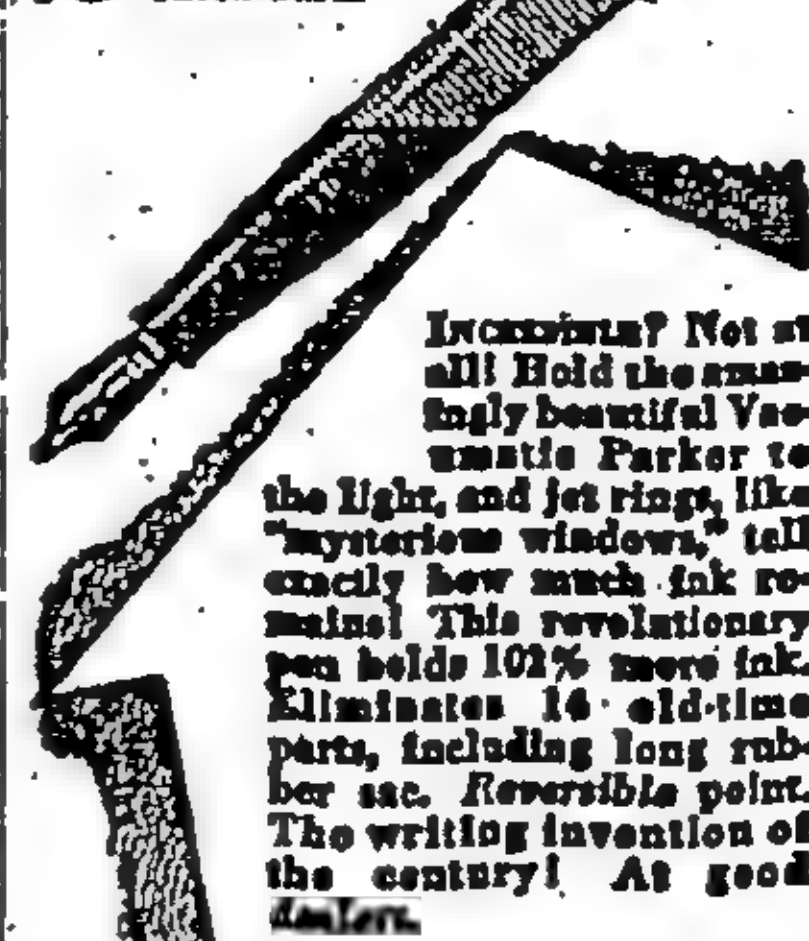 INCREDIBLE? Not at
all! Hold the amaz-
ingly beautiful Vac-
umatic Parker to
the light, and jet rings, like
"mysterious windows," tell
exactly how much ink re-
mains! This revolutionary
pen holds 102% more ink.
Eliminates 14 old-time
parts, including long rub-
ber sac. Reversible point.
The writing invention of
the century! At good
dealers.